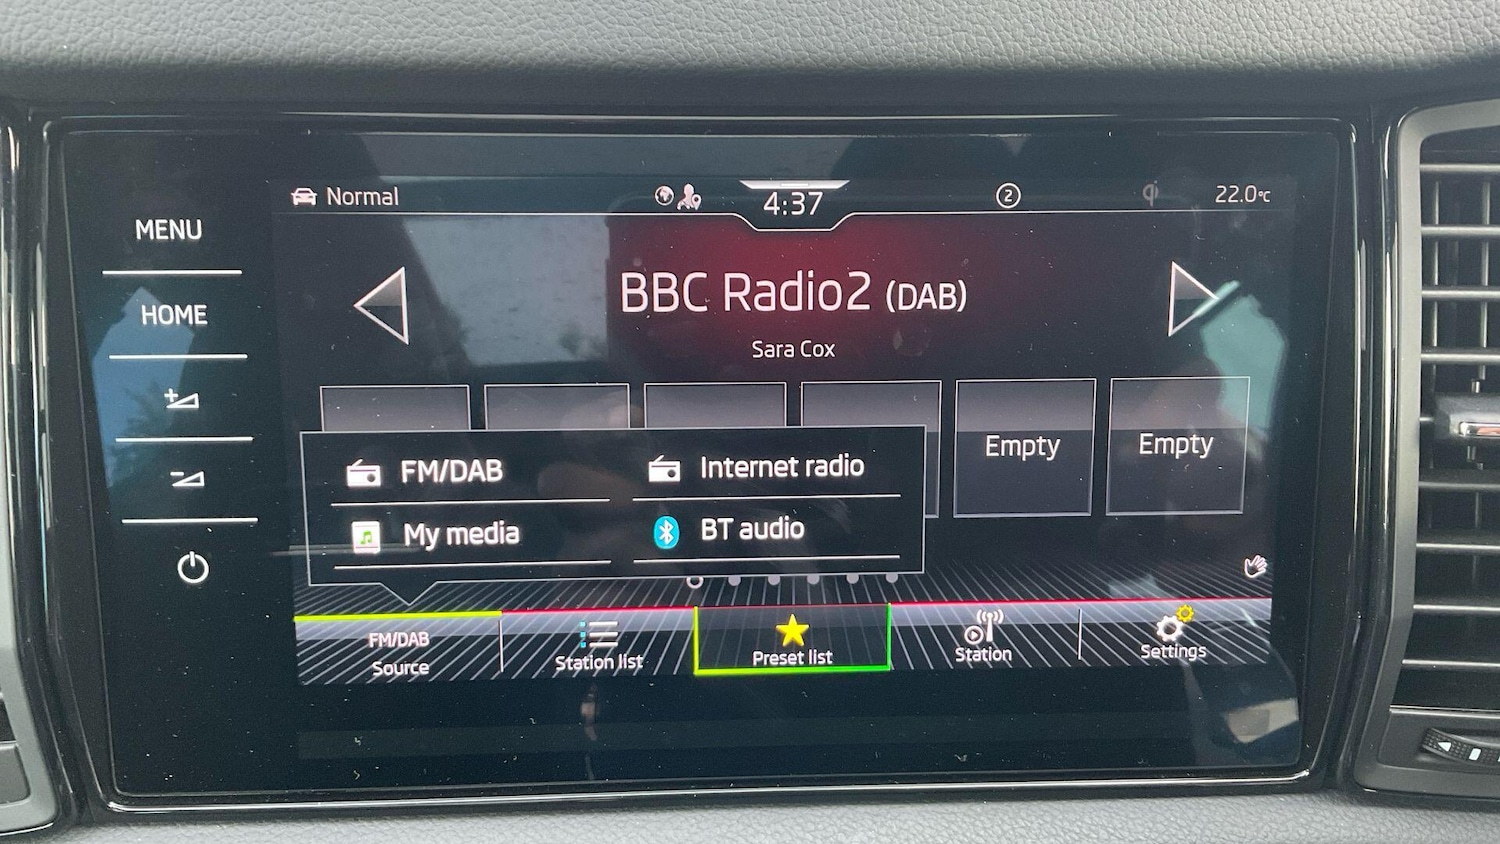 Normal
4:37
2
22.0°C
MENU
HOME
BBC Radio2 (DAB)
Sara Cox
FM/DAB
Internet radio
My media
BT audio
Empty
Empty
FM/DAB
Source
Station list
Preset list
Station
Settings